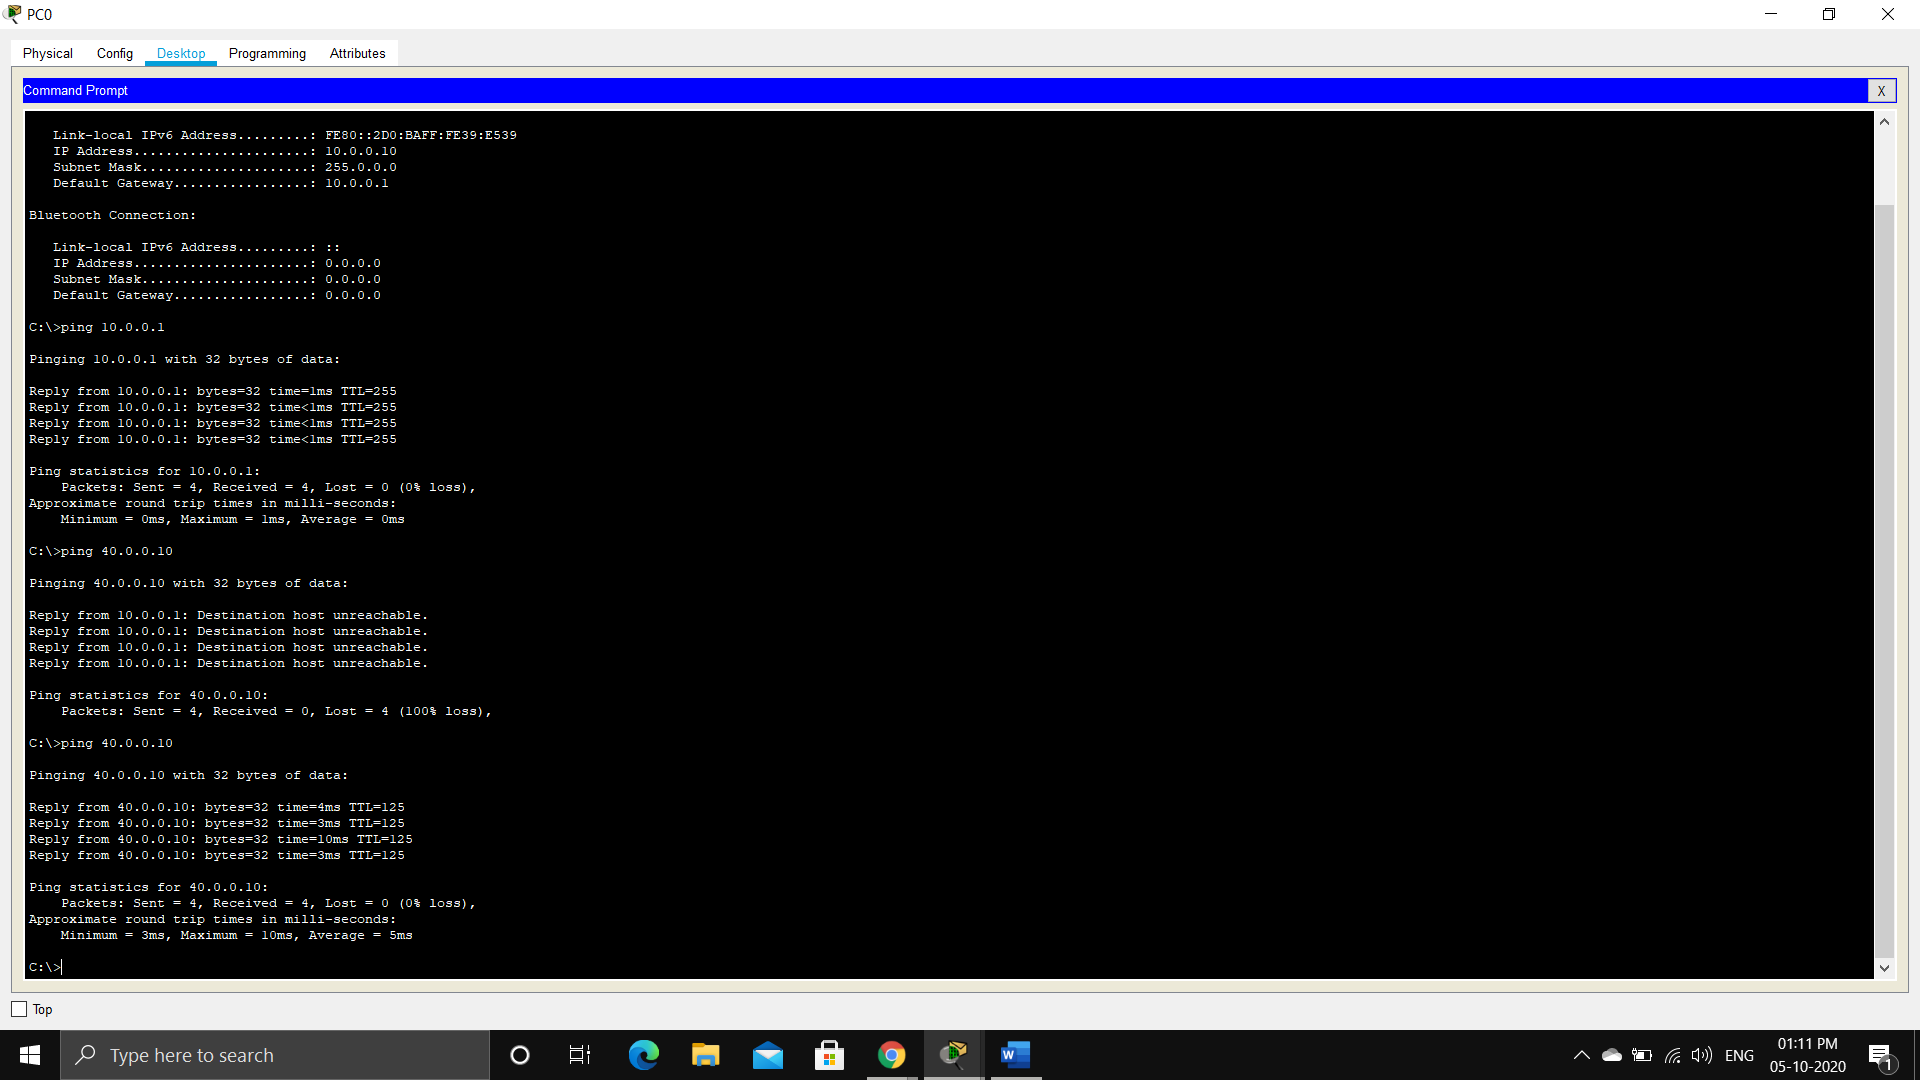 PC0
Physical Config Desktop Programming Attributes
Command Prompt X
Link-local IPv6 Address.........: FE80::2D0:BAFF:FE39:E539
IP Address......................: 10.0.0.10
Subnet Mask.....................: 255.0.0.0
Default Gateway.................: 10.0.0.1
Bluetooth Connection:
Link-local IPv6 Address.........: ::
IP Address......................: 0.0.0.0
Subnet Mask.....................: 0.0.0.0
Default Gateway.................: 0.0.0.0
C:\>ping 10.0.0.1
Pinging 10.0.0.1 with 32 bytes of data:
Reply from 10.0.0.1: bytes=32 time=1ms TTL=255
Reply from 10.0.0.1: bytes=32 time<1ms TTL=255
Reply from 10.0.0.1: bytes=32 time<1ms TTL=255
Reply from 10.0.0.1: bytes=32 time<1ms TTL=255
Ping statistics for 10.0.0.1:
Packets: Sent = 4, Received = 4, Lost = 0 (0% loss),
Approximate round trip times in milli-seconds:
Minimum = 0ms, Maximum = 1ms, Average = 0ms
C:\>ping 40.0.0.10
Pinging 40.0.0.10 with 32 bytes of data:
Reply from 10.0.0.1: Destination host unreachable.
Reply from 10.0.0.1: Destination host unreachable.
Reply from 10.0.0.1: Destination host unreachable.
Reply from 10.0.0.1: Destination host unreachable.
Ping statistics for 40.0.0.10:
Packets: Sent = 4, Received = 0, Lost = 4 (100% loss),
C:\>ping 40.0.0.10
Pinging 40.0.0.10 with 32 bytes of data:
Reply from 40.0.0.10: bytes=32 time=4ms TTL=125
Reply from 40.0.0.10: bytes=32 time=3ms TTL=125
Reply from 40.0.0.10: bytes=32 time=10ms TTL=125
Reply from 40.0.0.10: bytes=32 time=3ms TTL=125
Ping statistics for 40.0.0.10:
Packets: Sent = 4, Received = 4, Lost = 0 (0% loss),
Approximate round trip times in milli-seconds:
Minimum = 3ms, Maximum = 10ms, Average = 5ms
C:\>
Top
Type here to search
W
ENG
01:11 PM
05-10-2020
1